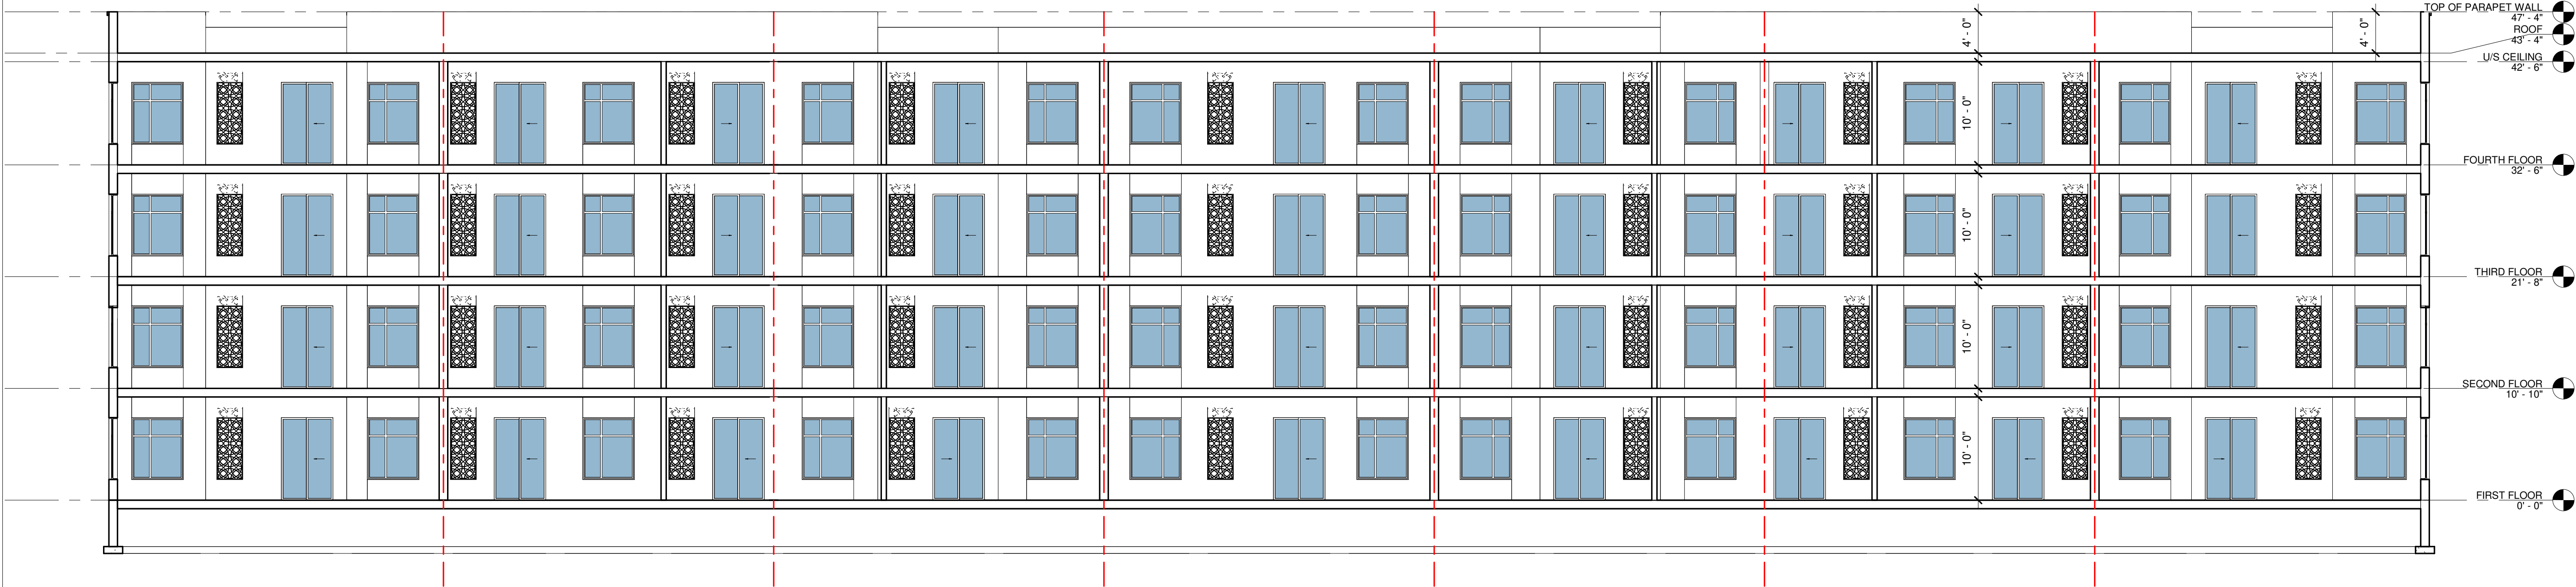 TOP OF PARAPET WALL
47' - 4"
ROOF
43' - 4"
U/S CEILING
42' - 6"
4' - 0"
4' - 0"
10' - 0"
FOURTH FLOOR
32' - 6"
10' - 0"
THIRD FLOOR
21' - 8"
10' - 0"
SECOND FLOOR
10' - 10"
10' - 0"
FIRST FLOOR
0' - 0"